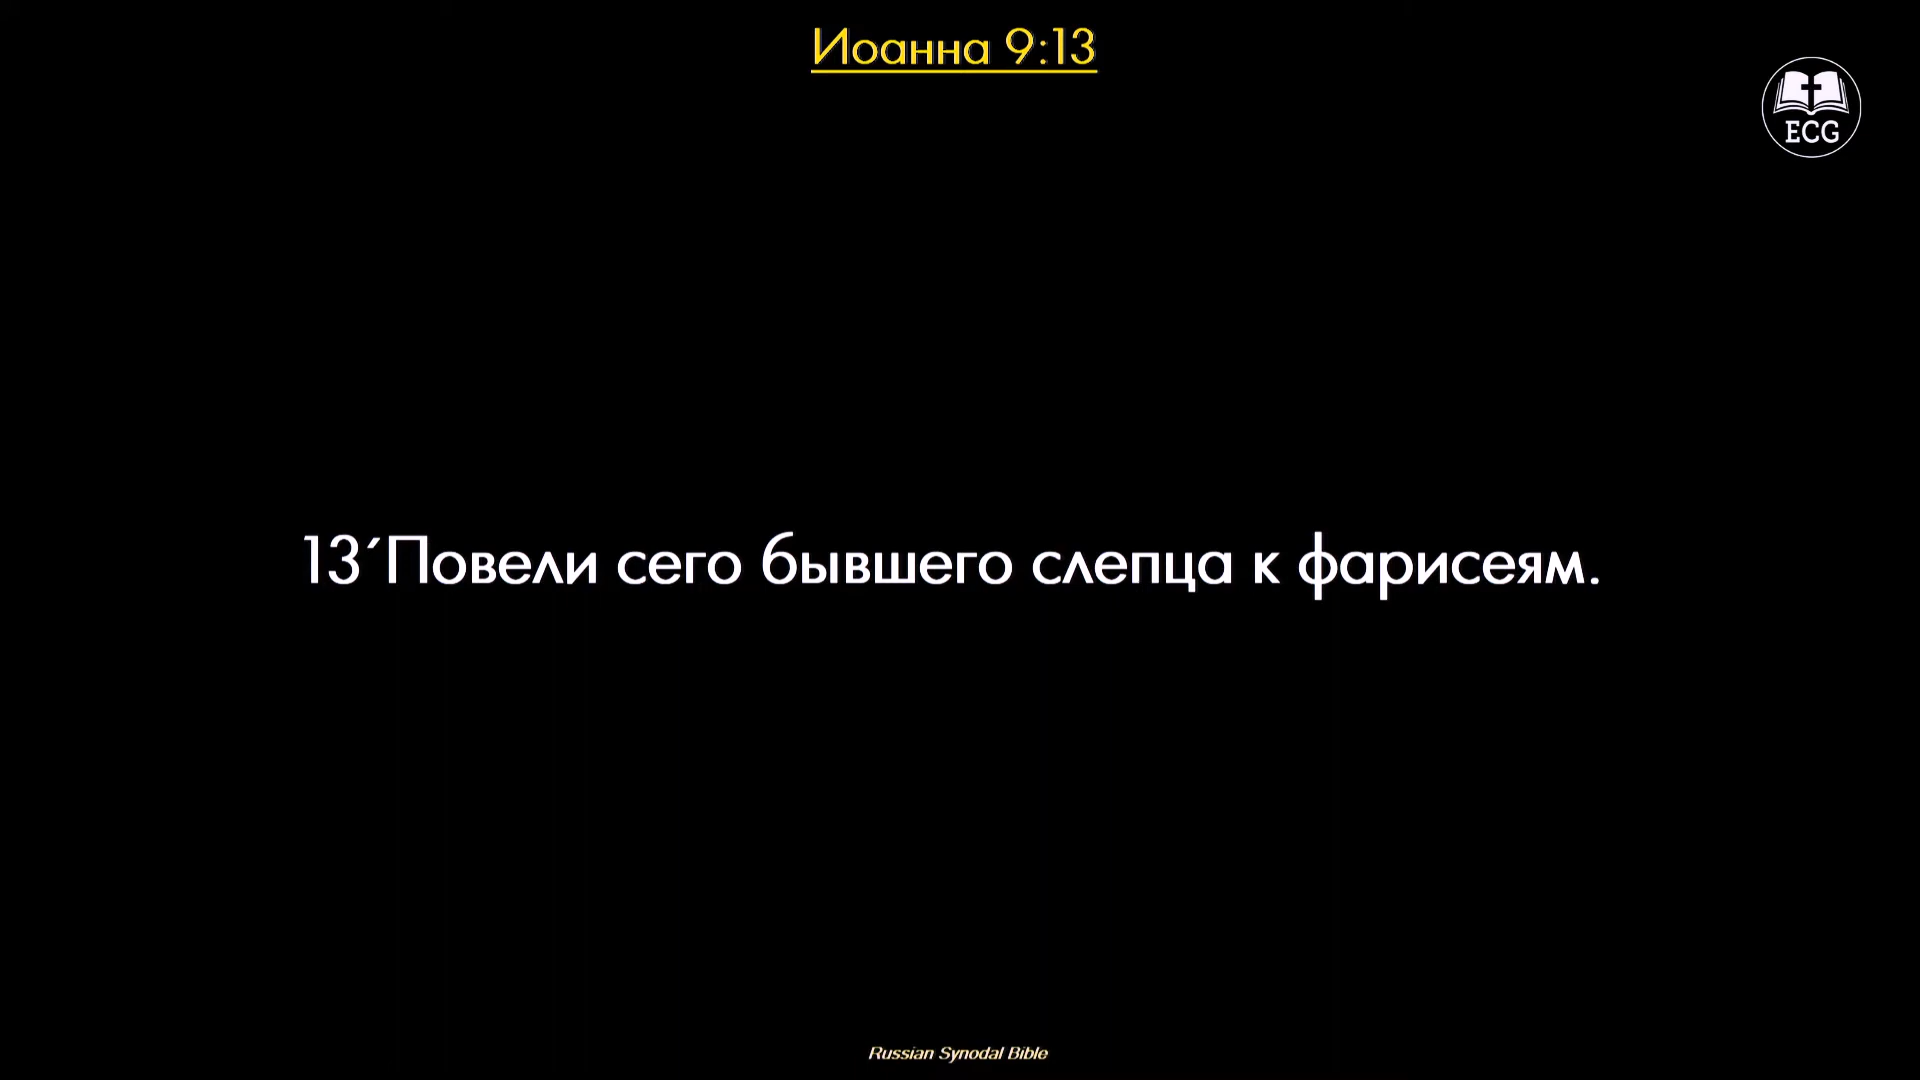 Иоанна 9:13
ECG
13´Повели сего бывшего слепца к фарисеям.
Russian Synodal Bible